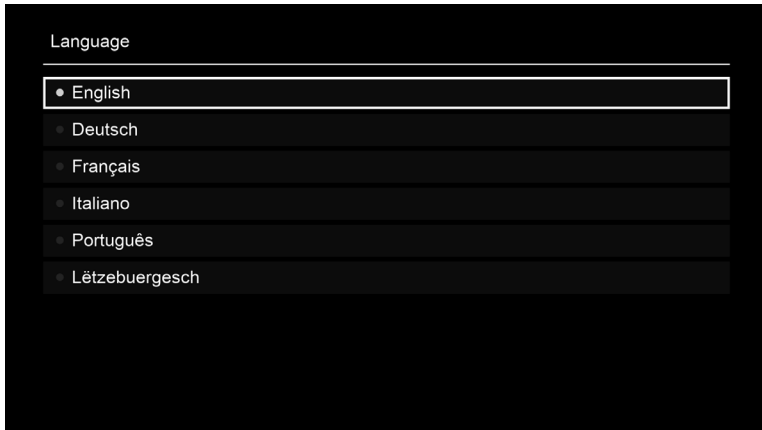 Language
English
Deutsch
Français
Italiano
Português
Lëtzebuergesch